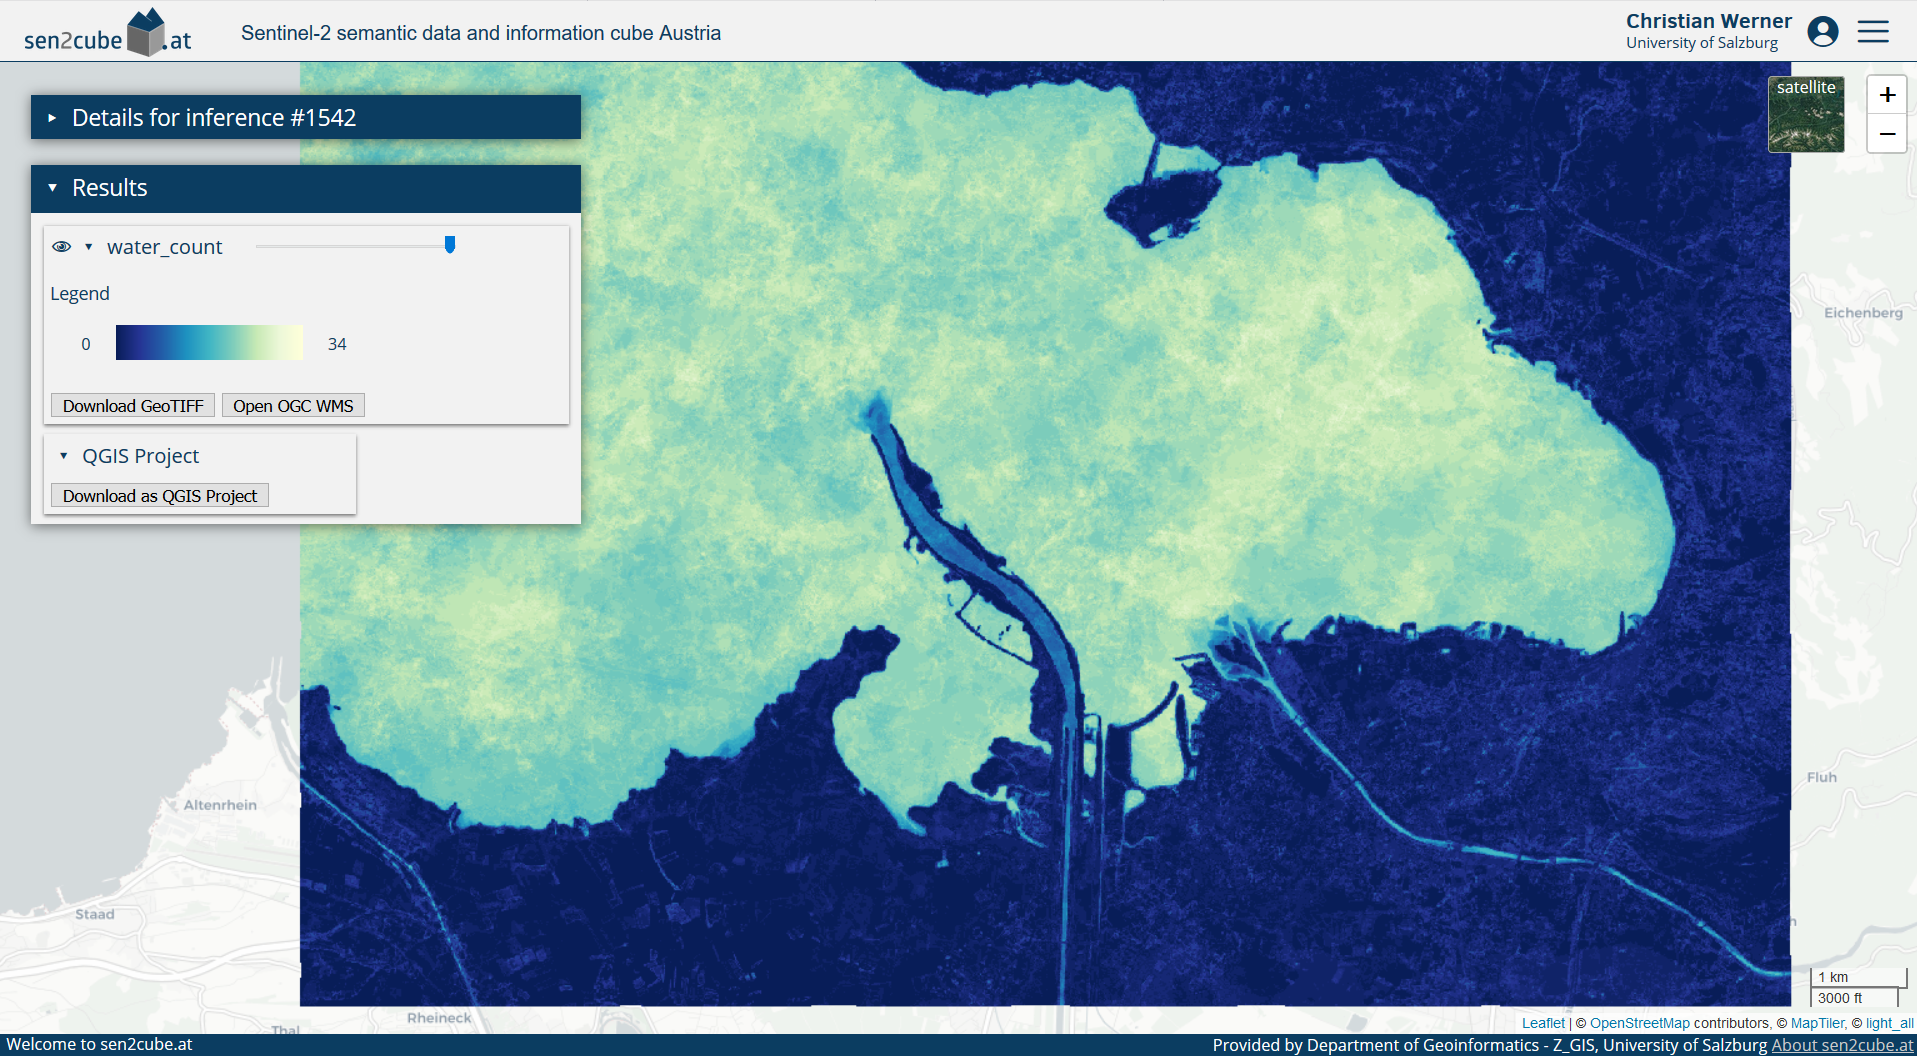 sen2cube.at
Sentinel-2 semantic data and information cube Austria
Christian Werner
University of Salzburg
Details for inference #1542
satellite
+
−
Results
water_count
Legend
0
34
Download GeoTIFF
Open OGC WMS
QGIS Project
Download as QGIS Project
Eichenberg
Altenrhein
Fluh
Staad
Rheineck
Thal
1 km
3000 ft
Leaflet | © OpenStreetMap contributors, © MapTiler, © light_all
Welcome to sen2cube.at
Provided by Department of Geoinformatics - Z_GIS, University of Salzburg About sen2cube.at